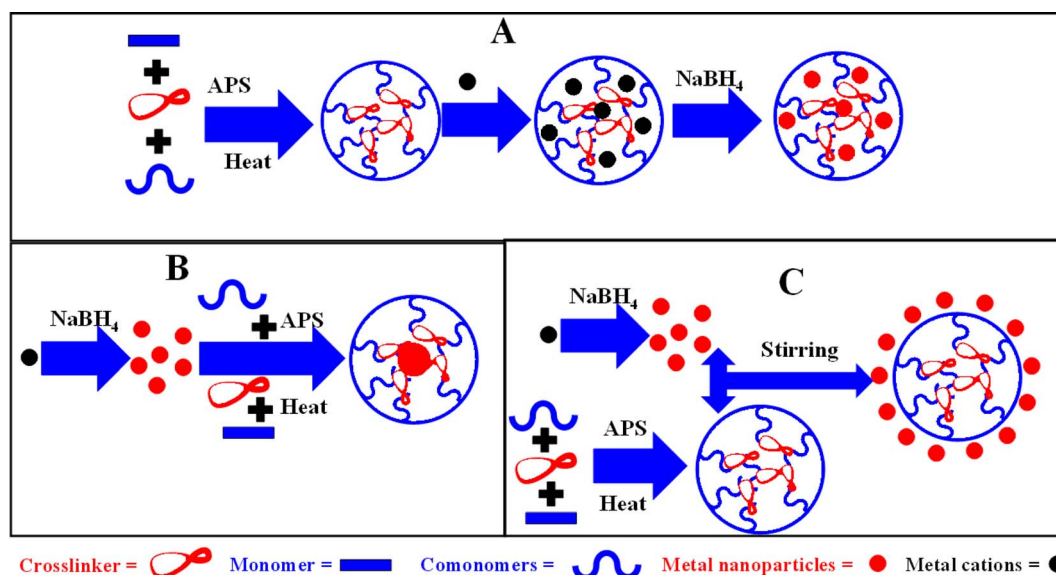 A
APS
Heat
NaBH4
B
NaBH4
APS
Heat
C
NaBH4
Stirring
APS
Heat
Crosslinker = Monomer = Comonomers = Metal nanoparticles = Metal cations =